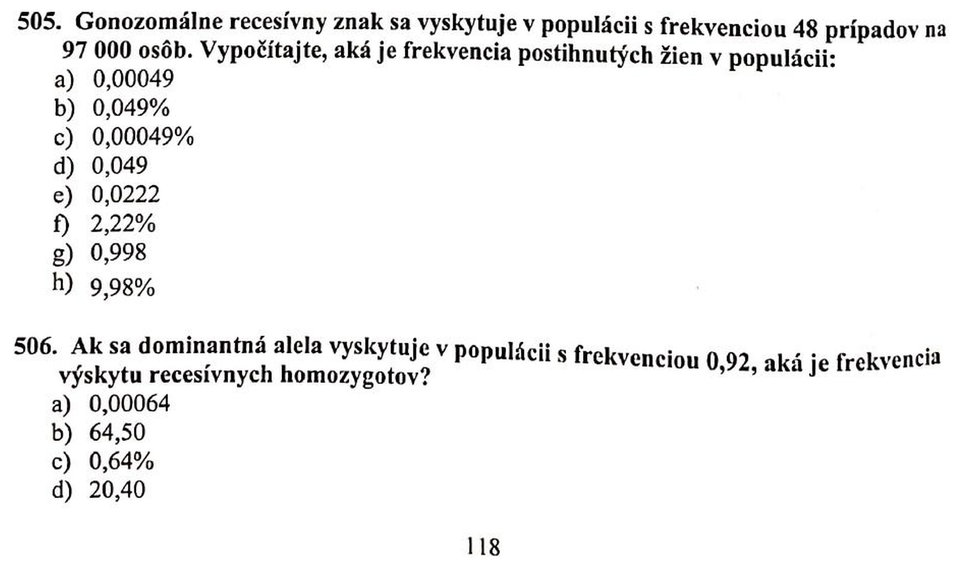 505. Gonozomálne recesívny znak sa vyskytuje v populácii s frekvenciou 48 prípadov na
97 000 osôb. Vypočítajte, aká je frekvencia postihnutých žien v populácii:
a) 0,00049
b) 0,049%
c) 0,00049%
d) 0,049
e) 0,0222
f) 2,22%
g) 0,998
h) 9,98%
506. Ak sa dominantná alela vyskytuje v populácii s frekvenciou 0,92, aká je frekvencia
výskytu recesívnych homozygotov?
a) 0,00064
b) 64,50
c) 0,64%
d) 20,40
118